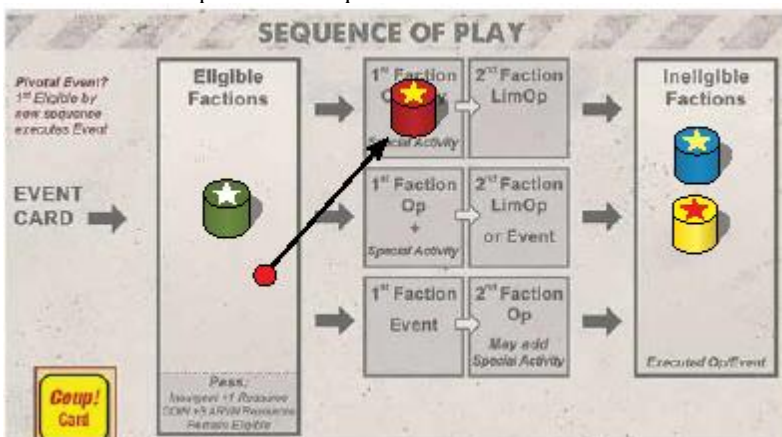 SEQUENCE OF PLAY
Pivotal Event?
1st Eligible by
new sequence
executes Event
EVENT
CARD
Eligible
Factions
Pass:
Insurgent +1 Resource
COIN +3 ARVN Resources
Remain Eligible
1st Faction
Special Activity
2nd Faction
LimOp
1st Faction
Op
+
Special Activity
2nd Faction
LimOp
or Event
1st Faction
Event
2nd Faction
Op
May add
Special Activity
Ineligible
Factions
Executed Op/Event
Coup!
Card